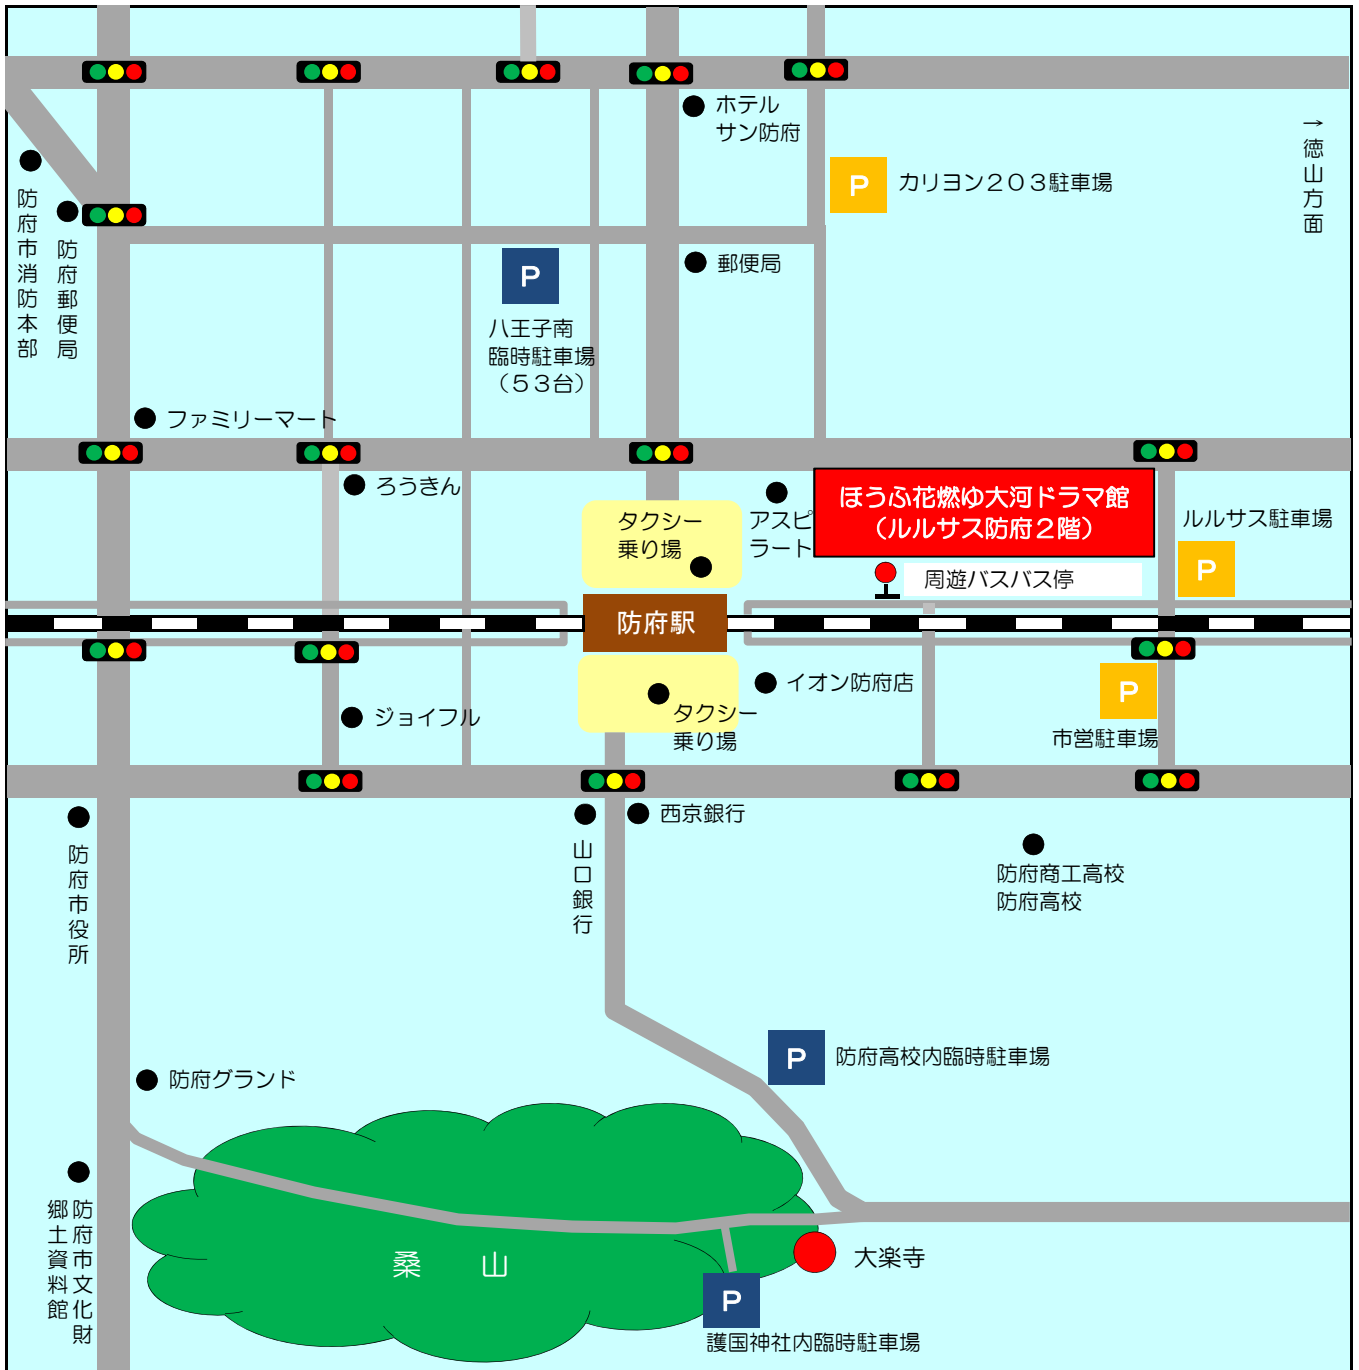 ホテル
サン防府
→徳山方面
P
カリヨン２０３駐車場
防府市消防本部
防府郵便局
郵便局
P
八王子南
臨時駐車場
（５３台）
ファミリーマート
ろうきん
タクシー
乗り場
アスピ
ラート
ほうふ花燃ゆ大河ドラマ館
（ルルサス防府２階）
ルルサス駐車場
P
周遊バスバス停
防府駅
イオン防府店
P
市営駐車場
ジョイフル
タクシー
乗り場
西京銀行
山口銀行
防府市役所
防府商工高校
防府高校
P
防府高校内臨時駐車場
防府グランド
防府市文化財
郷土資料館
桑　山
大楽寺
P
護国神社内臨時駐車場